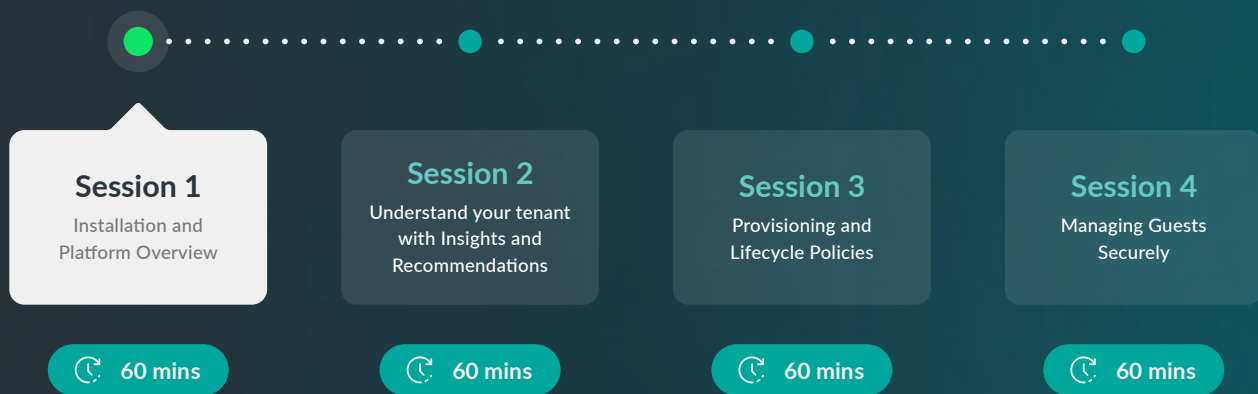 Session 1
Installation and
Platform Overview
60 mins
Session 2
Understand your tenant
with Insights and
Recommendations
60 mins
Session 3
Provisioning and
Lifecycle Policies
60 mins
Session 4
Managing Guests
Securely
60 mins